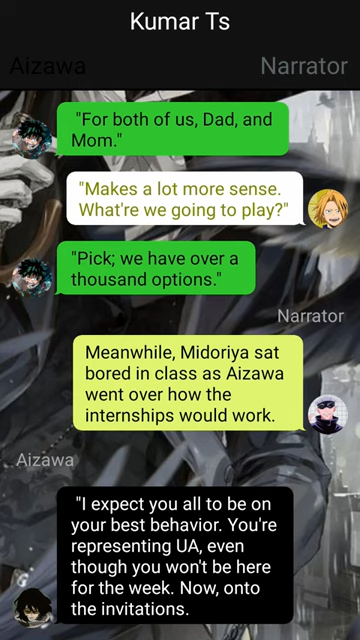 Kumar Ts
Aizawa
Narrator
"For both of us, Dad, and
Mom."
"Makes a lot more sense.
What're we going to play?"
"Pick; we have over a
thousand options."
Narrator
Meanwhile, Midoriya sat
bored in class as Aizawa
went over how the
internships would work.
Aizawa
"I expect you all to be on
your best behavior. You're
representing UA, even
though you won't be here
for the week. Now, onto
the invitations.